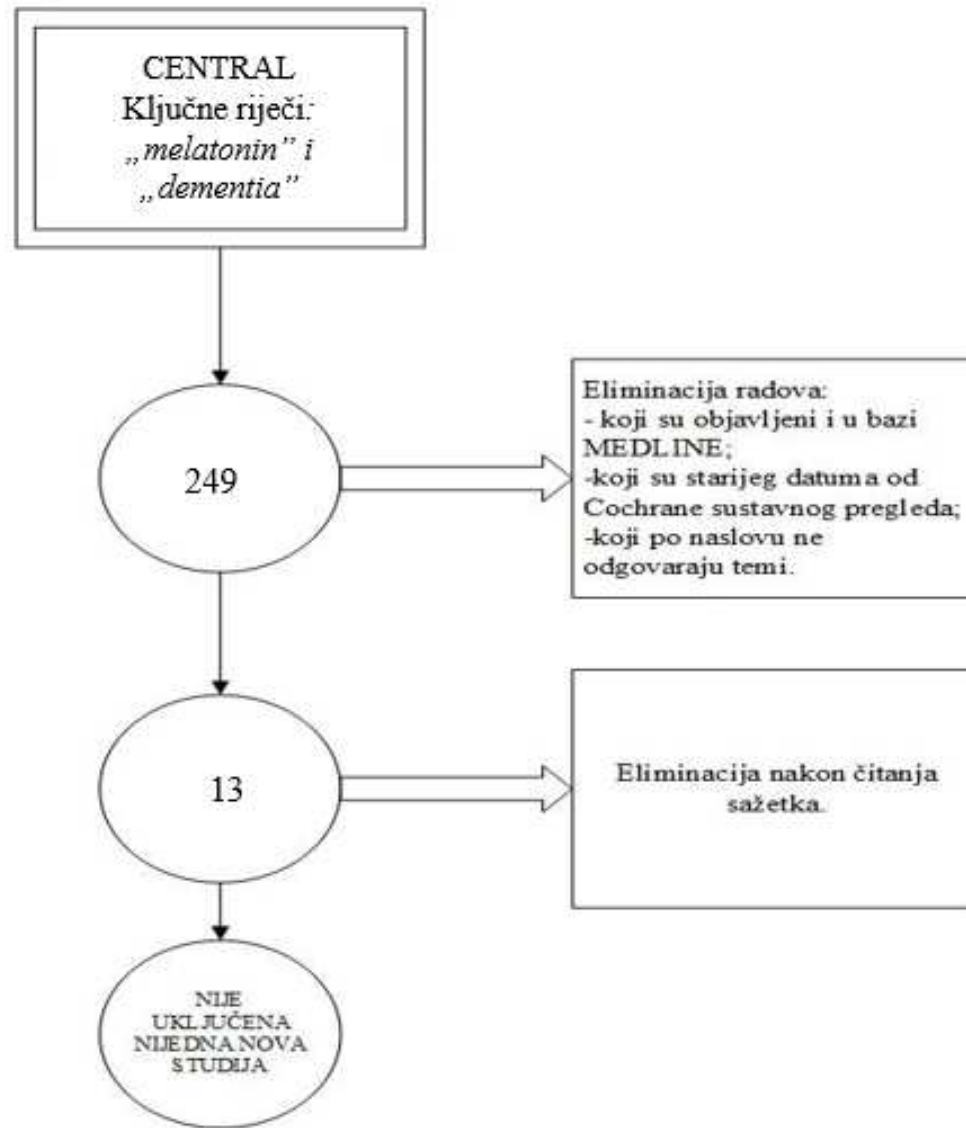 CENTRAL
Ključne riječi:
„melatonin” i
„dementia”
249
Eliminacija radova:
- koji su objavljeni i u bazi
MEDLINE;
-koji su starijeg datuma od
Cochrane sustavnog pregleda;
-koji po naslovu ne
odgovaraju temi.
13
Eliminacija nakon čitanja
sažetka.
NIJE
UKLJUČENA
NIJEDNA NOVA
STUDIJA